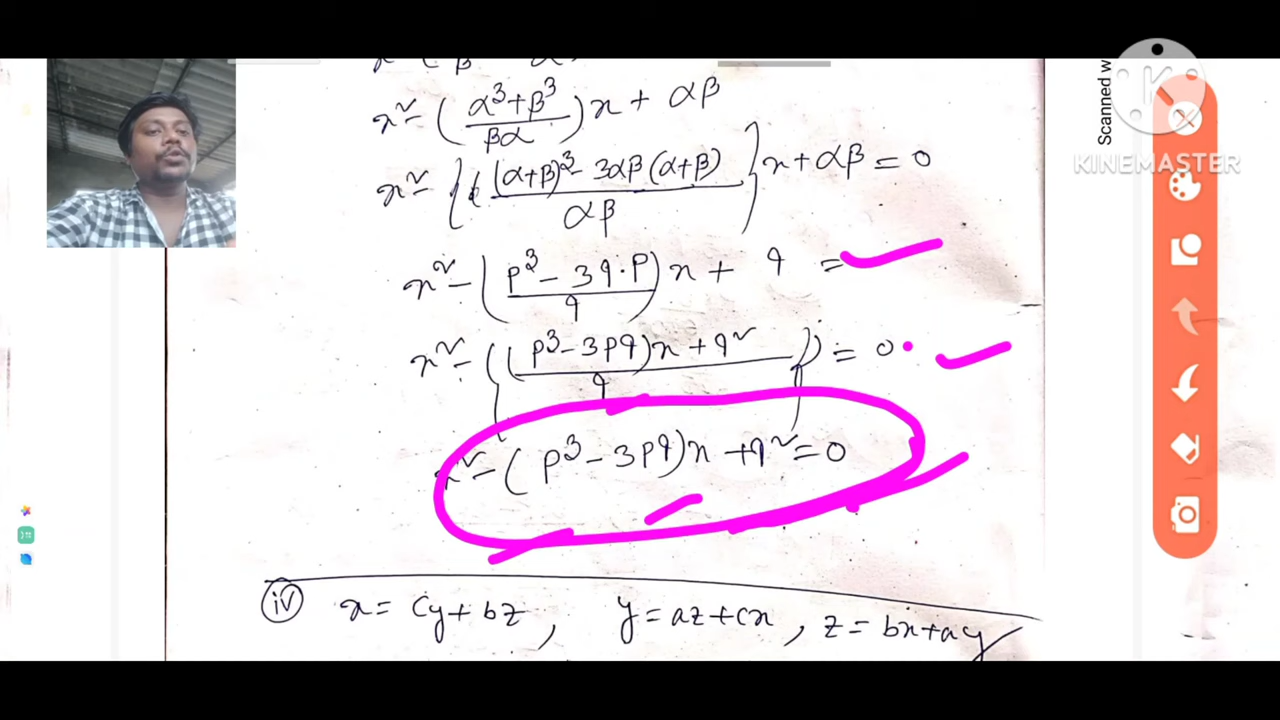 x² - (α³+β³/βα)x + αβ
x² - {((α+β)³ - 3αβ(α+β)/αβ}x + αβ = 0
x² - (p³ - 3q.p/q)x + q =
x² - {(p³ - 3pq)x + q²/q} = 0
x² - (p³ - 3pq)x + q² = 0
iv x = cy + bz, y = az + cx, z = bx + ay
Scanned w
KINEMASTER